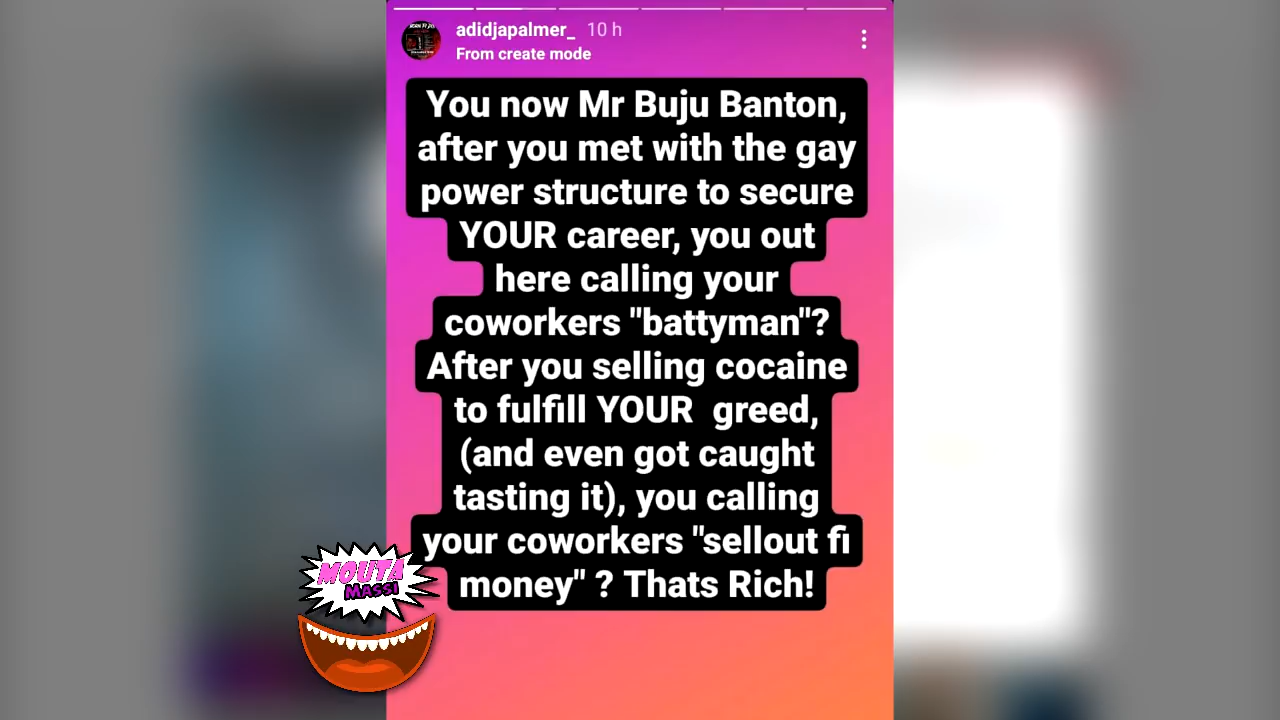 adidjapalmer_ 10 h
From create mode
You now Mr Buju Banton,
after you met with the gay
power structure to secure
YOUR career, you out
here calling your
coworkers "battyman"?
After you selling cocaine
to fulfill YOUR  greed,
(and even got caught
tasting it), you calling
your coworkers "sellout fi
money" ? Thats Rich!
MOUTA
MASSI